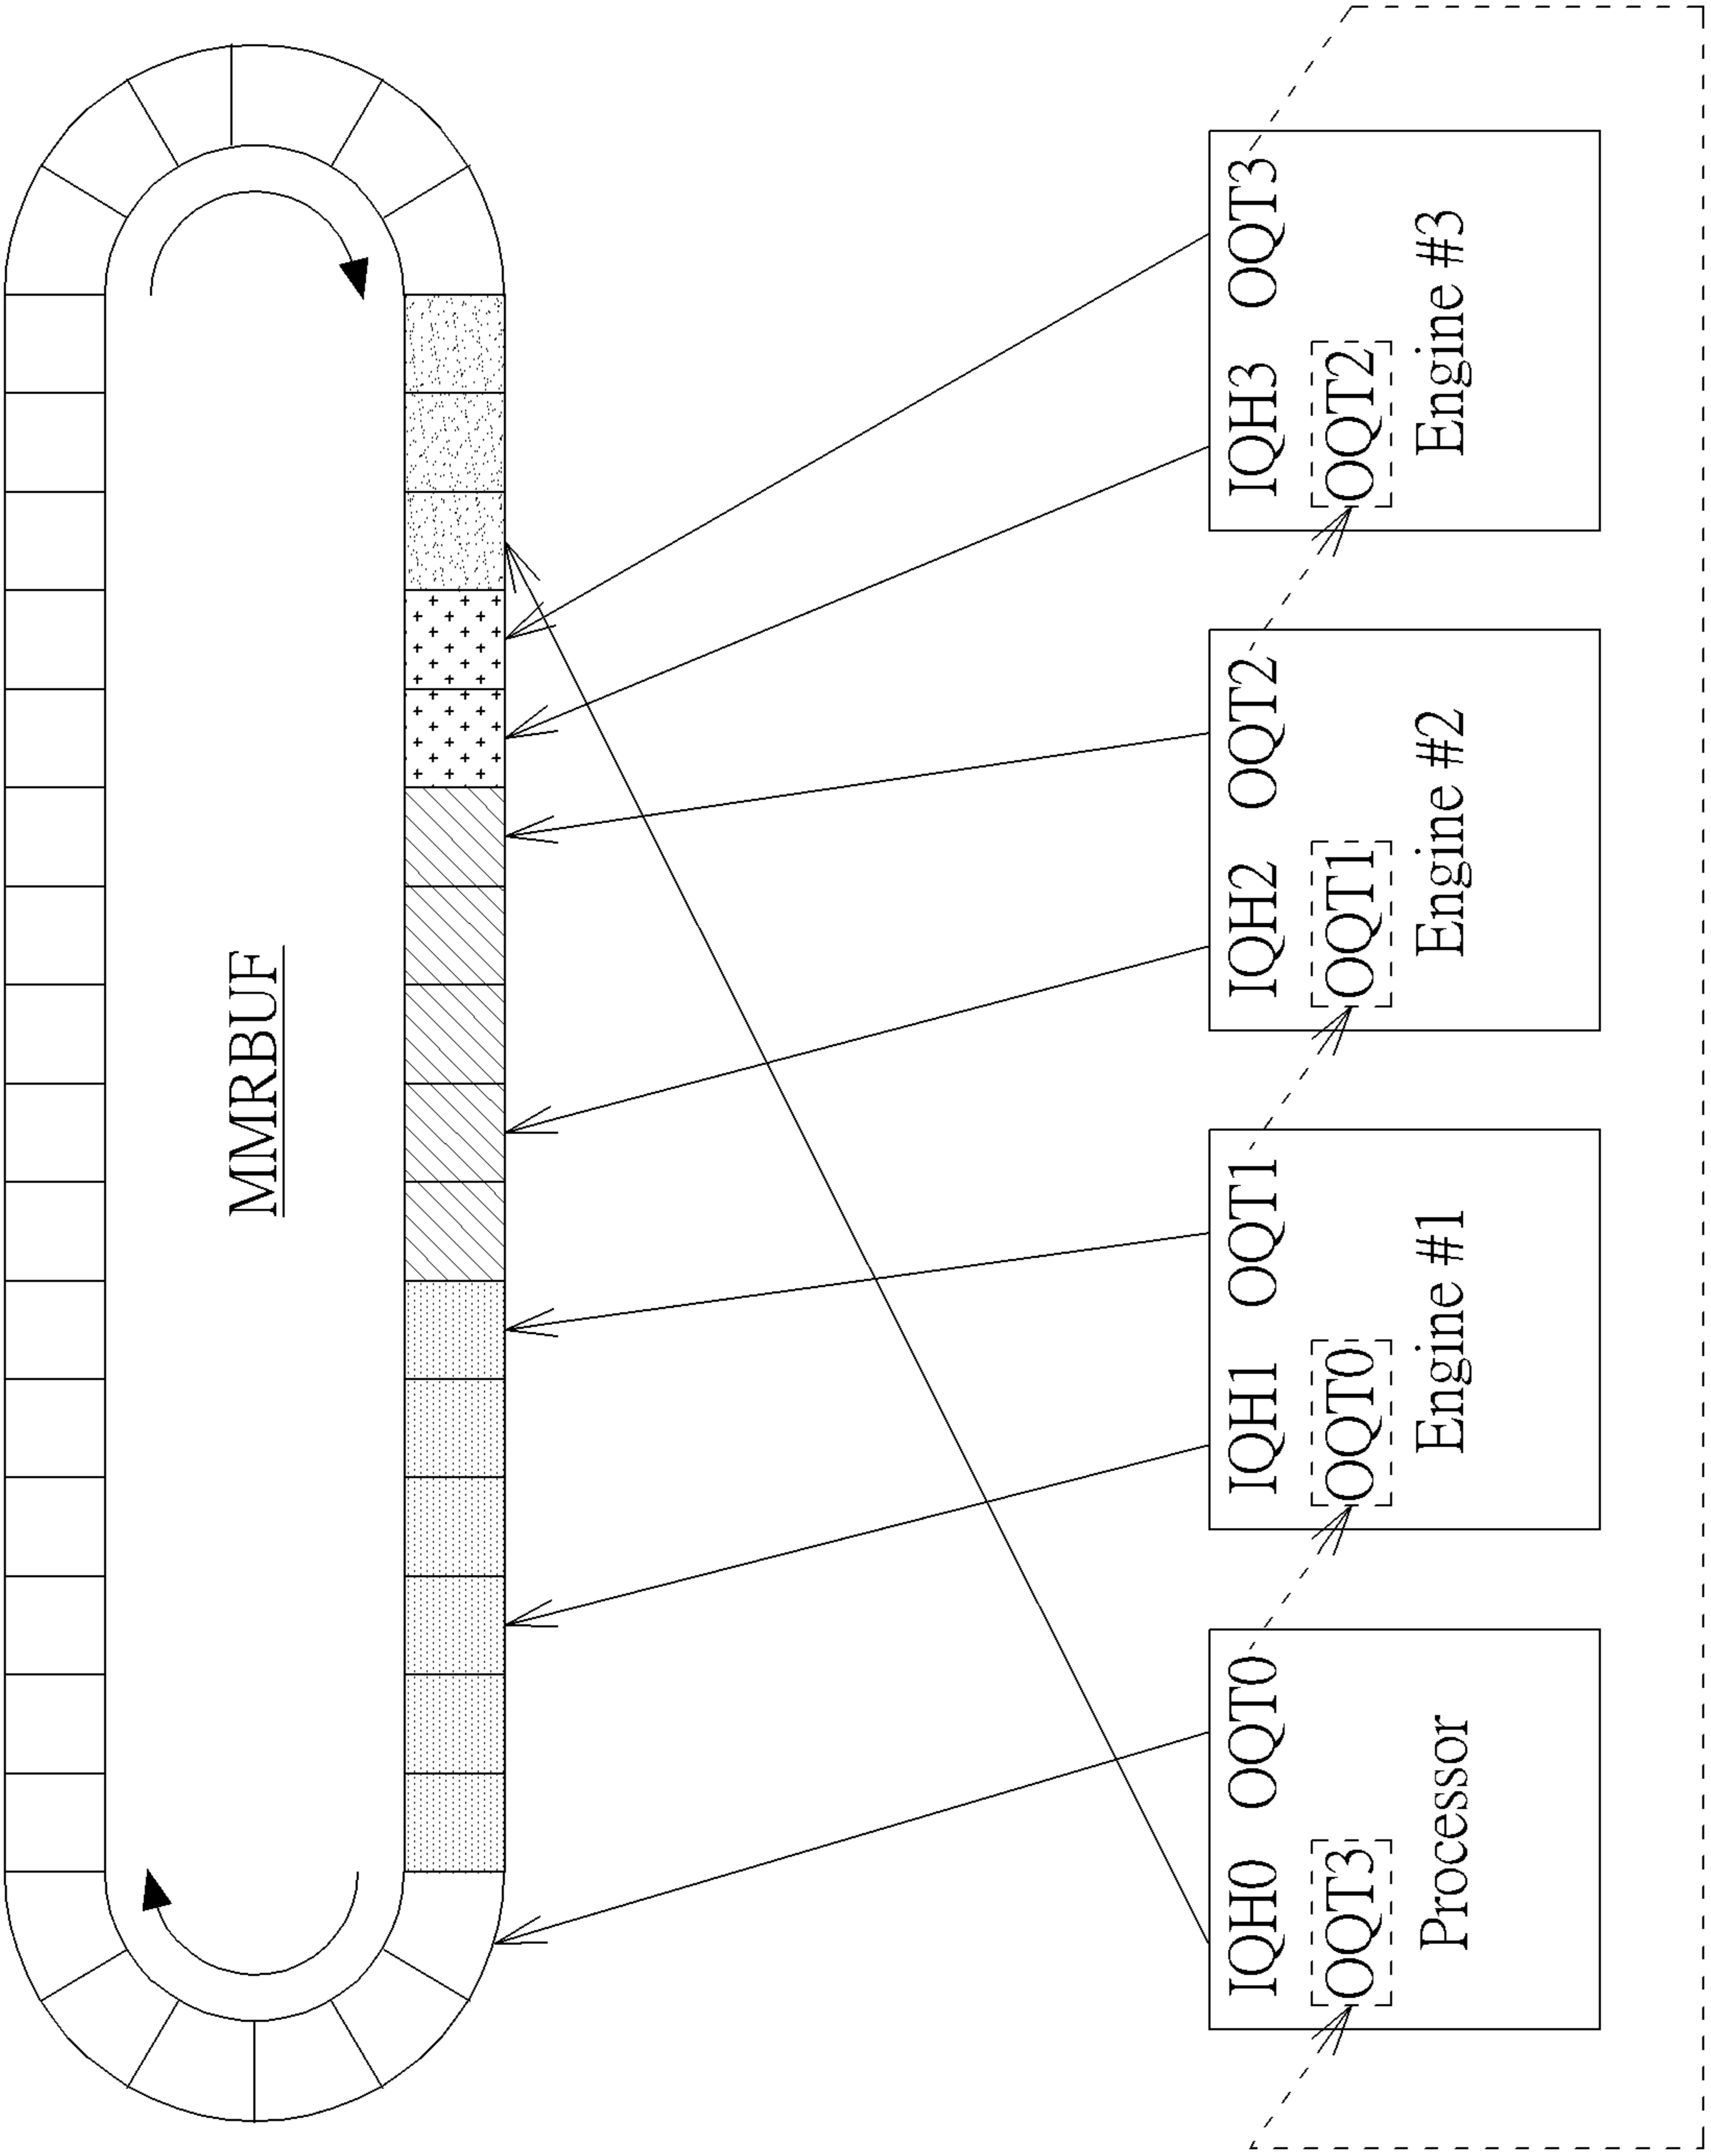 MMRBUF
IQH0 OQT0
OQT3
Processor
IQH1 OQT1
OQT0
Engine #1
IQH2 OQT2
OQT1
Engine #2
IQH3 OQT3
OQT2
Engine #3